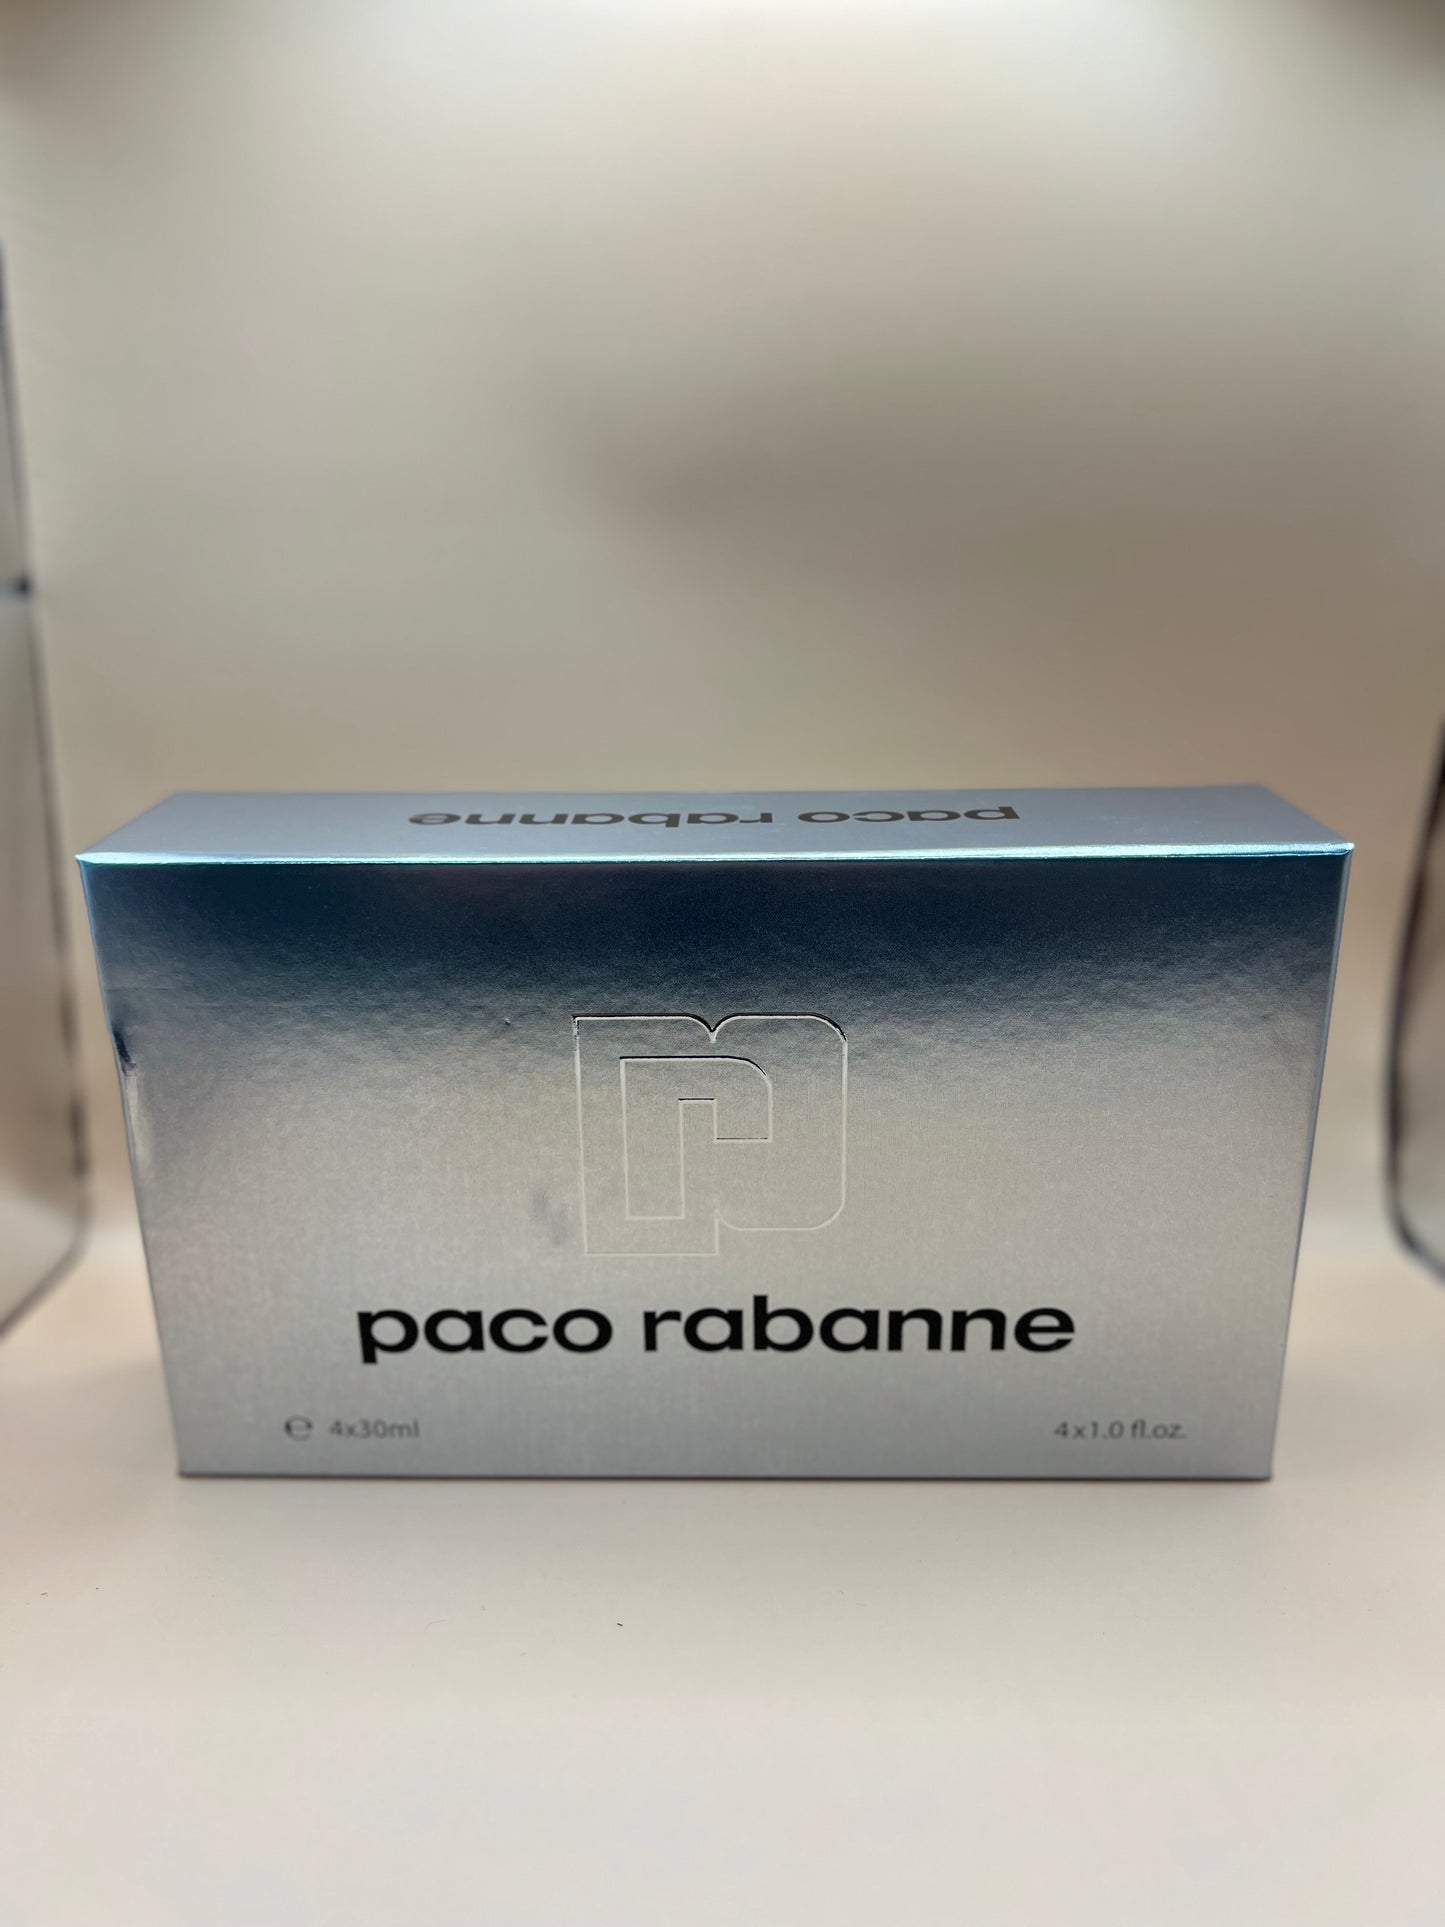 paco rabanne
paco rabanne
℮ 4x30ml
4x1.0 fl.oz.